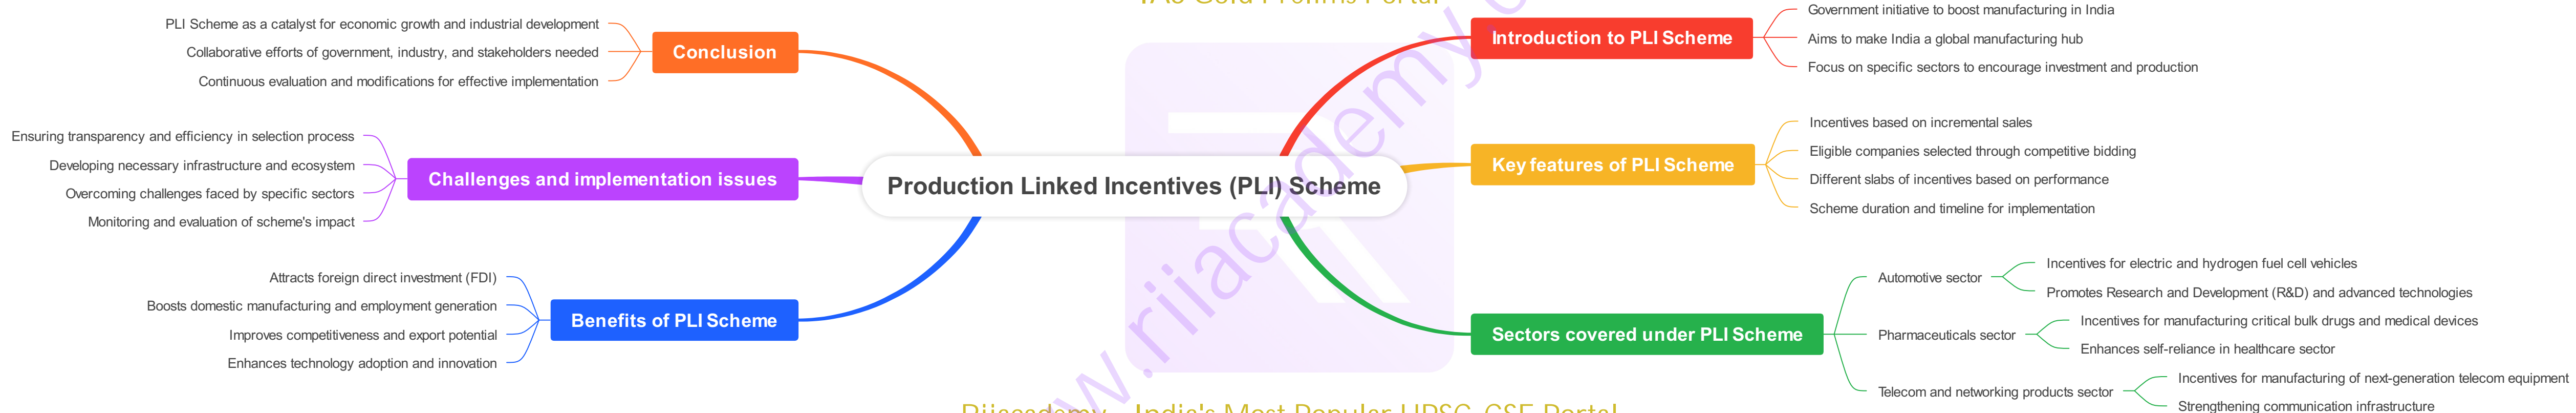 IAS Gold Prelims Portal
Production Linked Incentives (PLI) Scheme
Introduction to PLI Scheme
Government initiative to boost manufacturing in India
Aims to make India a global manufacturing hub
Focus on specific sectors to encourage investment and production
Key features of PLI Scheme
Incentives based on incremental sales
Eligible companies selected through competitive bidding
Different slabs of incentives based on performance
Scheme duration and timeline for implementation
Sectors covered under PLI Scheme
Automotive sector
Incentives for electric and hydrogen fuel cell vehicles
Promotes Research and Development (R&D) and advanced technologies
Pharmaceuticals sector
Incentives for manufacturing critical bulk drugs and medical devices
Enhances self-reliance in healthcare sector
Telecom and networking products sector
Incentives for manufacturing of next-generation telecom equipment
Strengthening communication infrastructure
Benefits of PLI Scheme
Attracts foreign direct investment (FDI)
Boosts domestic manufacturing and employment generation
Improves competitiveness and export potential
Enhances technology adoption and innovation
Challenges and implementation issues
Ensuring transparency and efficiency in selection process
Developing necessary infrastructure and ecosystem
Overcoming challenges faced by specific sectors
Monitoring and evaluation of scheme's impact
Conclusion
PLI Scheme as a catalyst for economic growth and industrial development
Collaborative efforts of government, industry, and stakeholders needed
Continuous evaluation and modifications for effective implementation
w.rijiacademy.
India's Most Popular UPSC CSE Portal